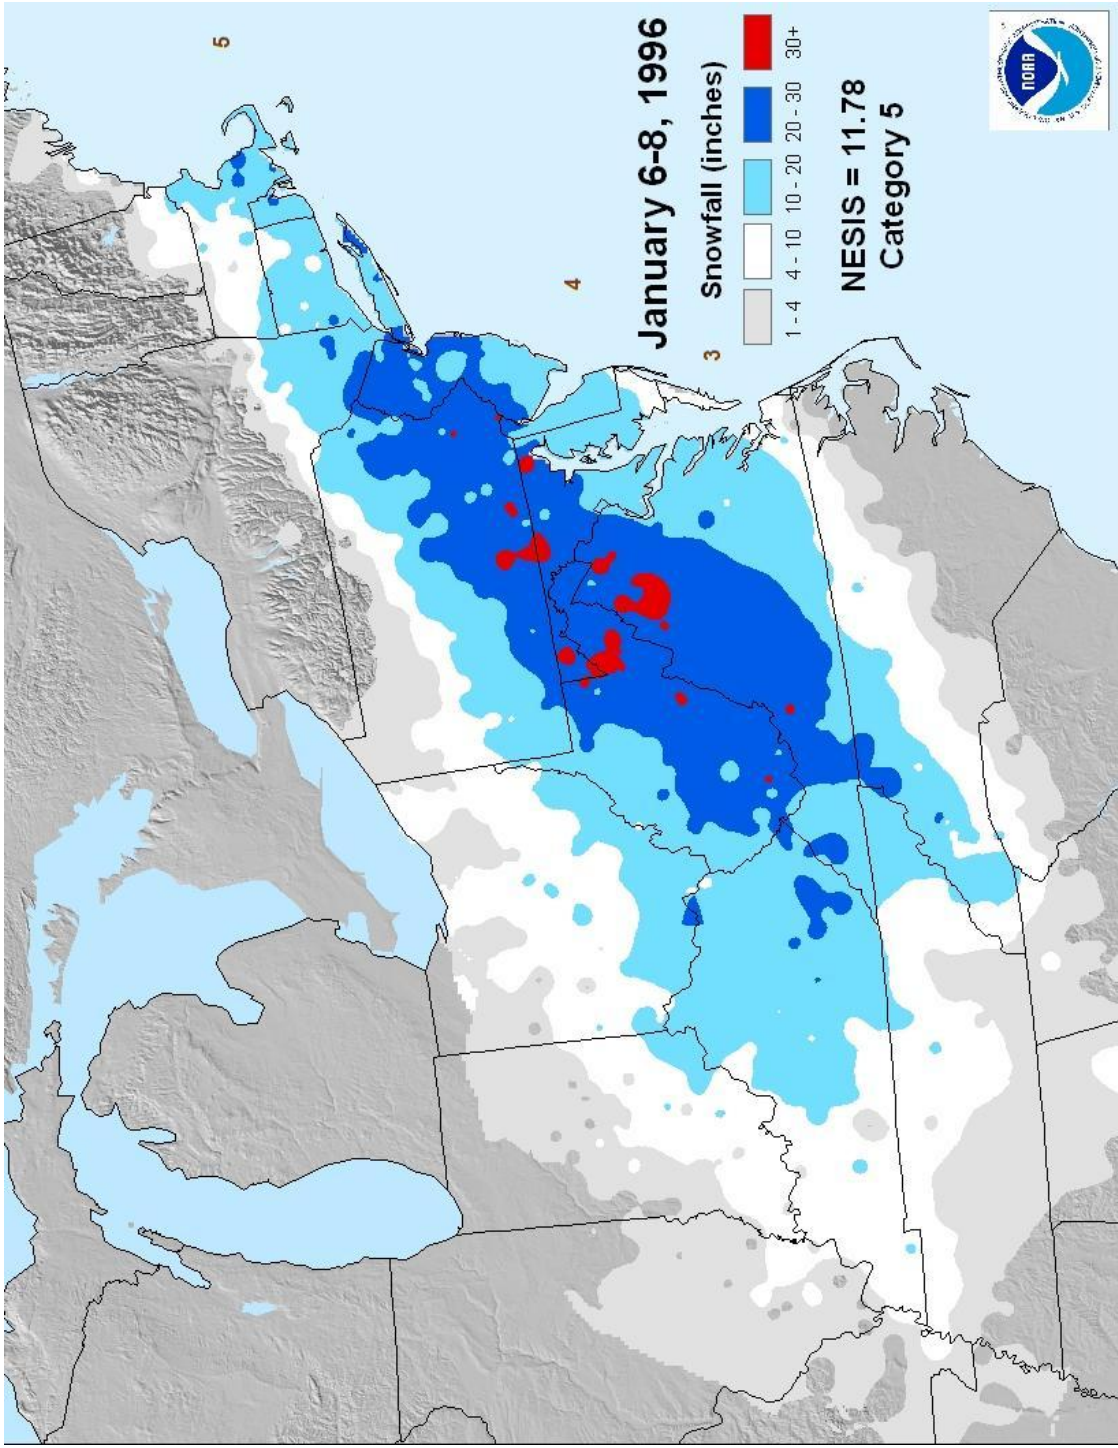 January 6-8, 1996
Snowfall (inches)
1 - 4
4 - 10
10 - 20
20 - 30
30+
NESIS = 11.78
Category 5
3
4
5
NOAA